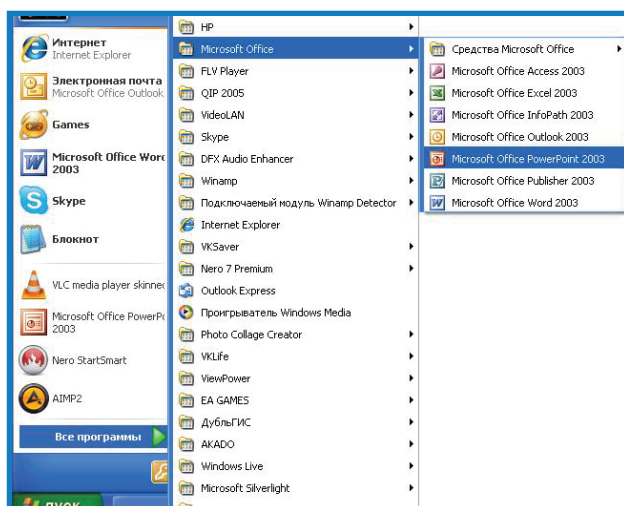 Интернет
Internet Explorer
Электронная почта
Microsoft Office Outlook
Games
Microsoft Office Word
2003
Skype
Блокнот
VLC media player skinned
Microsoft Office PowerP
2003
Nero StartSmart
AIMP2
Все программы
пуск
HP
Microsoft Office
FLV Player
QIP 2005
VideoLAN
Skype
DFX Audio Enhancer
Winamp
Подключаемый модуль Winamp Detector
Internet Explorer
VKSaver
Nero 7 Premium
Outlook Express
Проигрыватель Windows Media
Photo Collage Creator
VKLife
ViewPower
EA GAMES
ДубльГИС
AKADO
Windows Live
Microsoft Silverlight
Средства Microsoft Office
Microsoft Office Access 2003
Microsoft Office Excel 2003
Microsoft Office InfoPath 2003
Microsoft Office Outlook 2003
Microsoft Office PowerPoint 2003
Microsoft Office Publisher 2003
Microsoft Office Word 2003